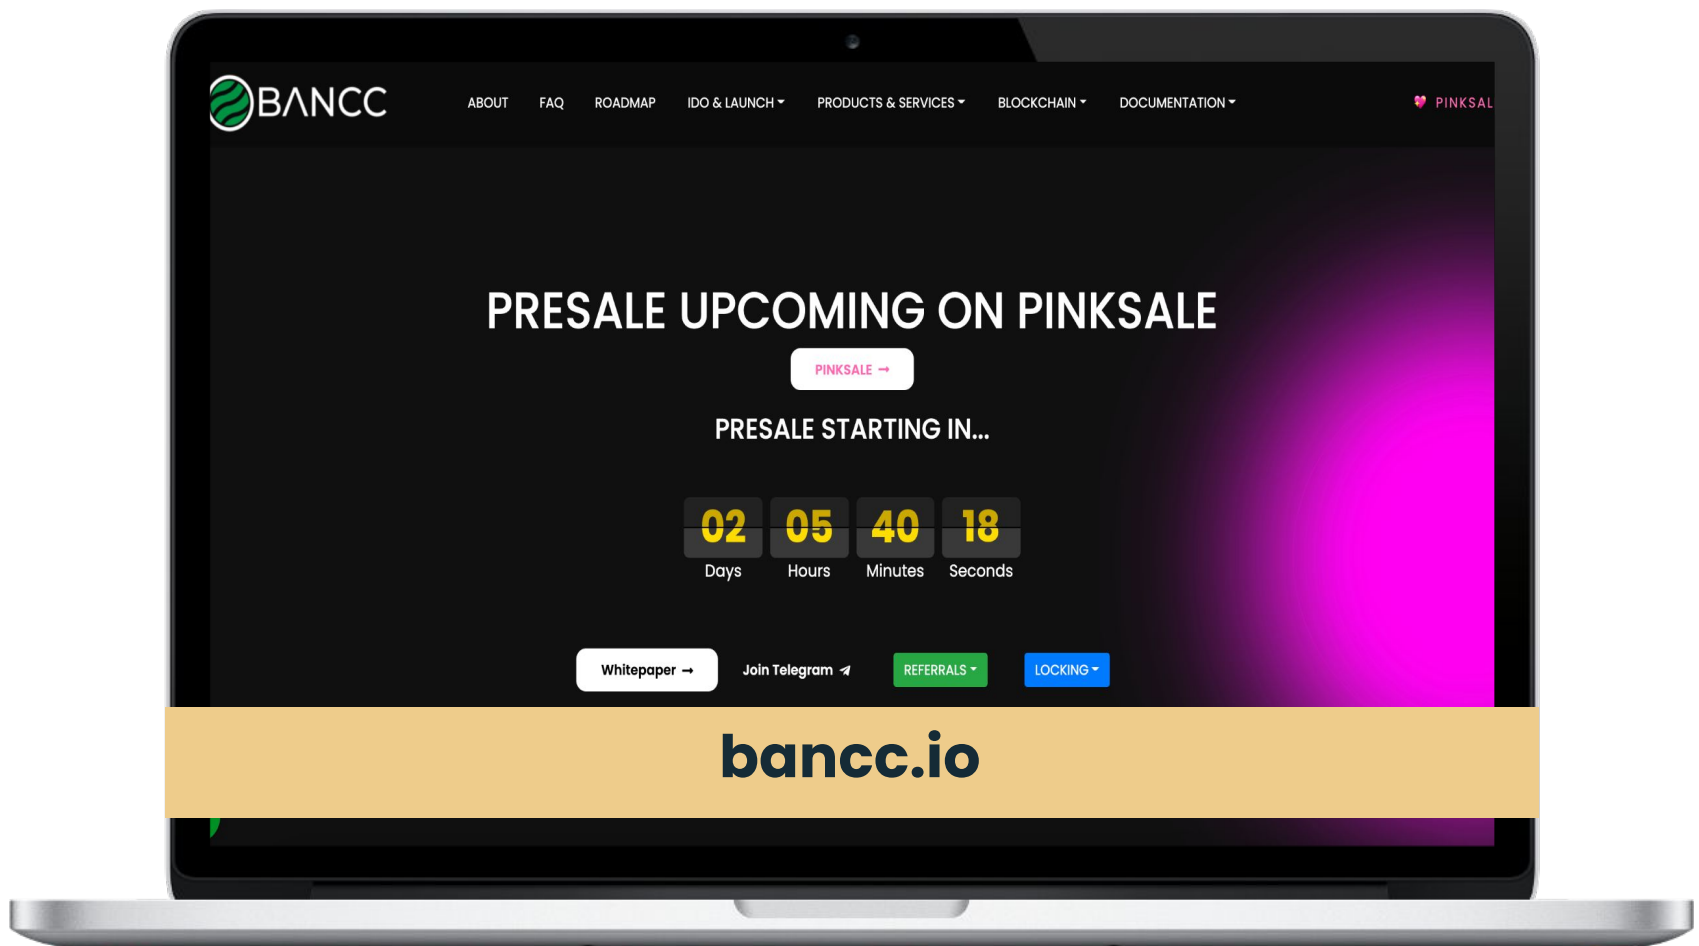 BANCC
ABOUT FAQ ROADMAP IDO & LAUNCH PRODUCTS & SERVICES BLOCKCHAIN DOCUMENTATION PINKSAL
PRESALE UPCOMING ON PINKSALE
PINKSALE →
PRESALE STARTING IN...
02 05 40 18
Days Hours Minutes Seconds
Whitepaper → Join Telegram REFERRALS LOCKING
bancc.io